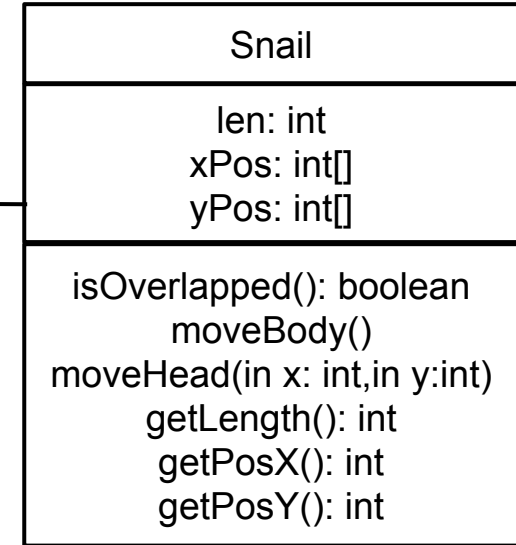 Snail
len: int
xPos: int[]
yPos: int[]
isOverlapped(): boolean
moveBody()
moveHead(in x: int,in y:int)
getLength(): int
getPosX(): int
getPosY(): int